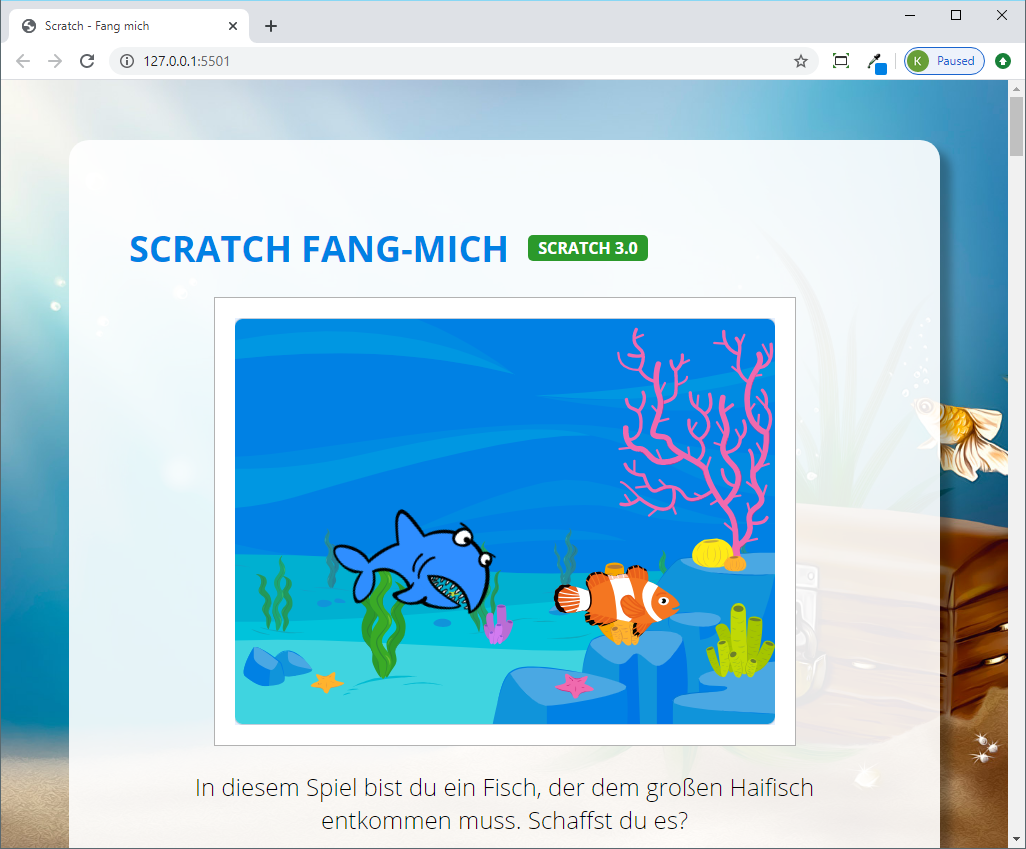 Scratch - Fang mich
127.0.0.1:5501
K Paused
SCRATCH FANG-MICH SCRATCH 3.0
In diesem Spiel bist du ein Fisch, der dem großen Haifisch
entkommen muss. Schaffst du es?